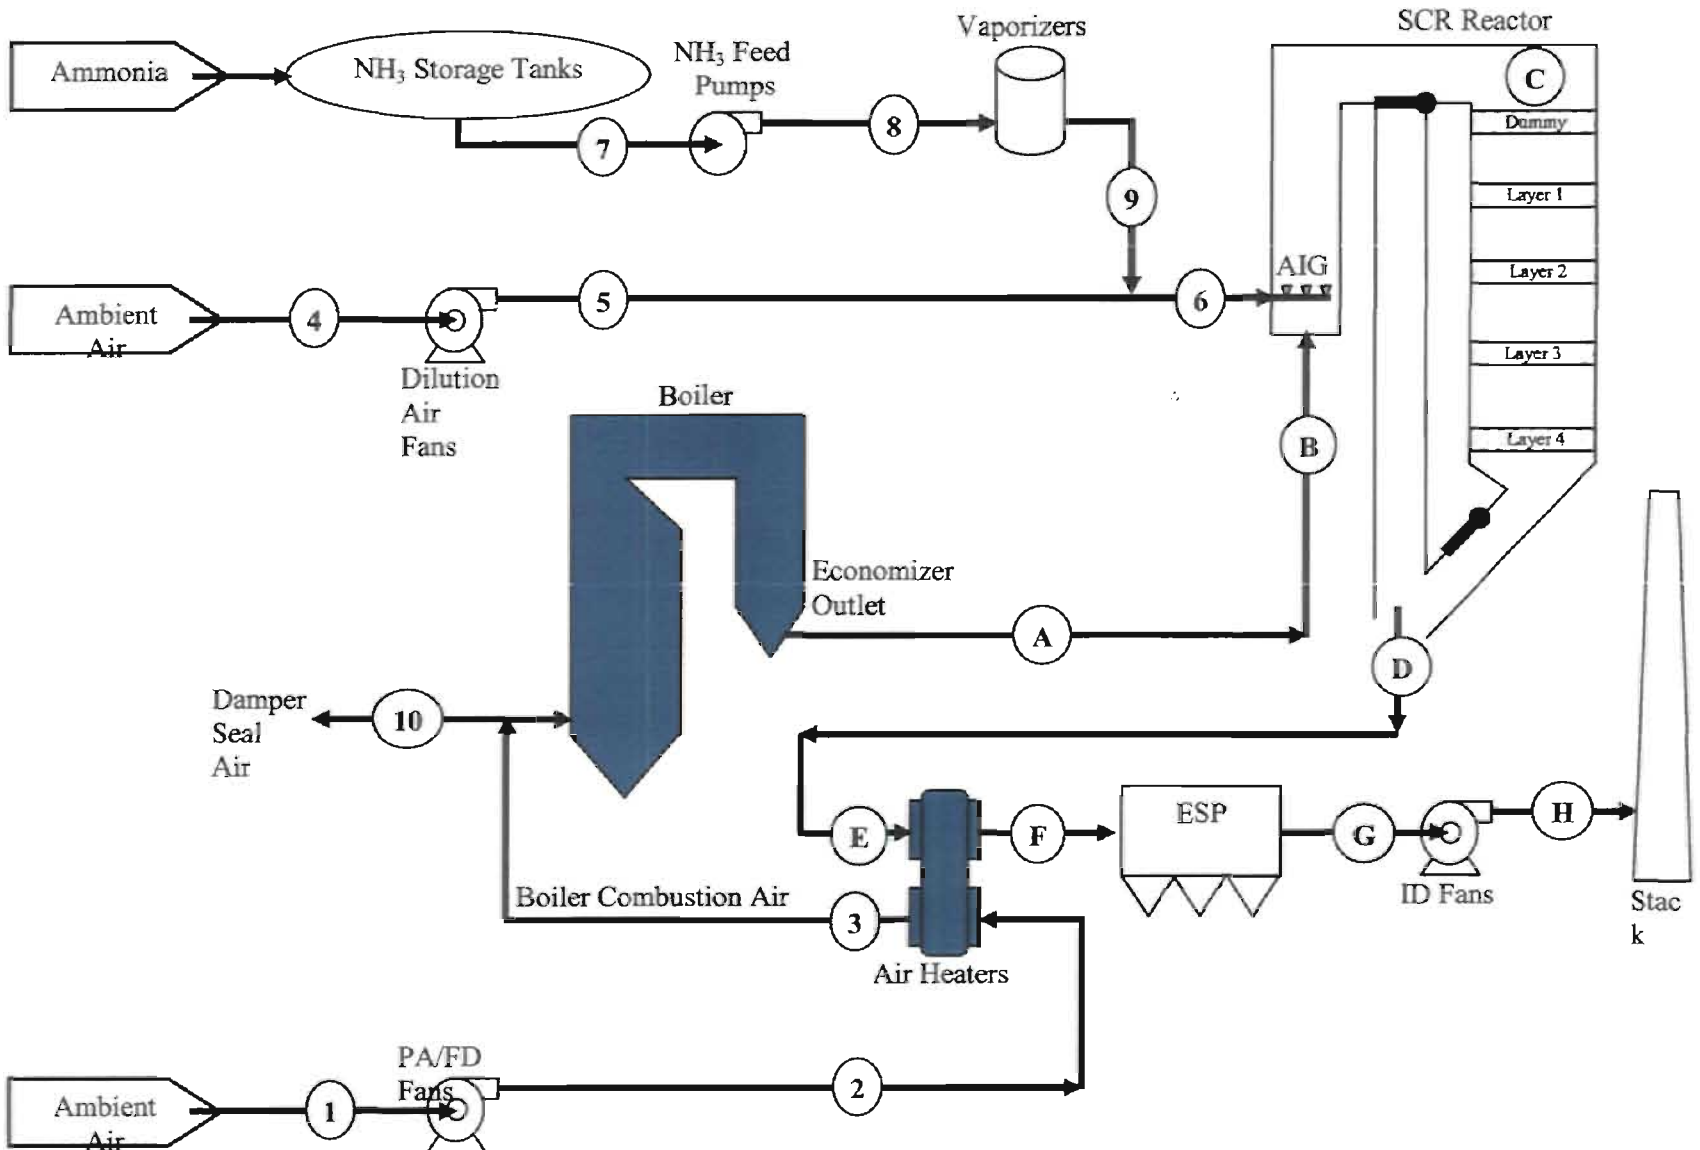 SCR Reactor
Vaporizers
NH₃ Feed
Pumps
Ammonia
NH₃ Storage Tanks
C
Dummy
7
8
9
Layer 1
Layer 2
Layer 3
Layer 4
AIG
Ambient
Air
4
5
6
Dilution
Air
Fans
Boiler
B
Economizer
Outlet
A
D
Damper
Seal
Air
10
E
F
ESP
G
H
ID Fans
Stac
k
Boiler Combustion Air
3
Air Heaters
PA/FD
Fans
Ambient
Air
1
2